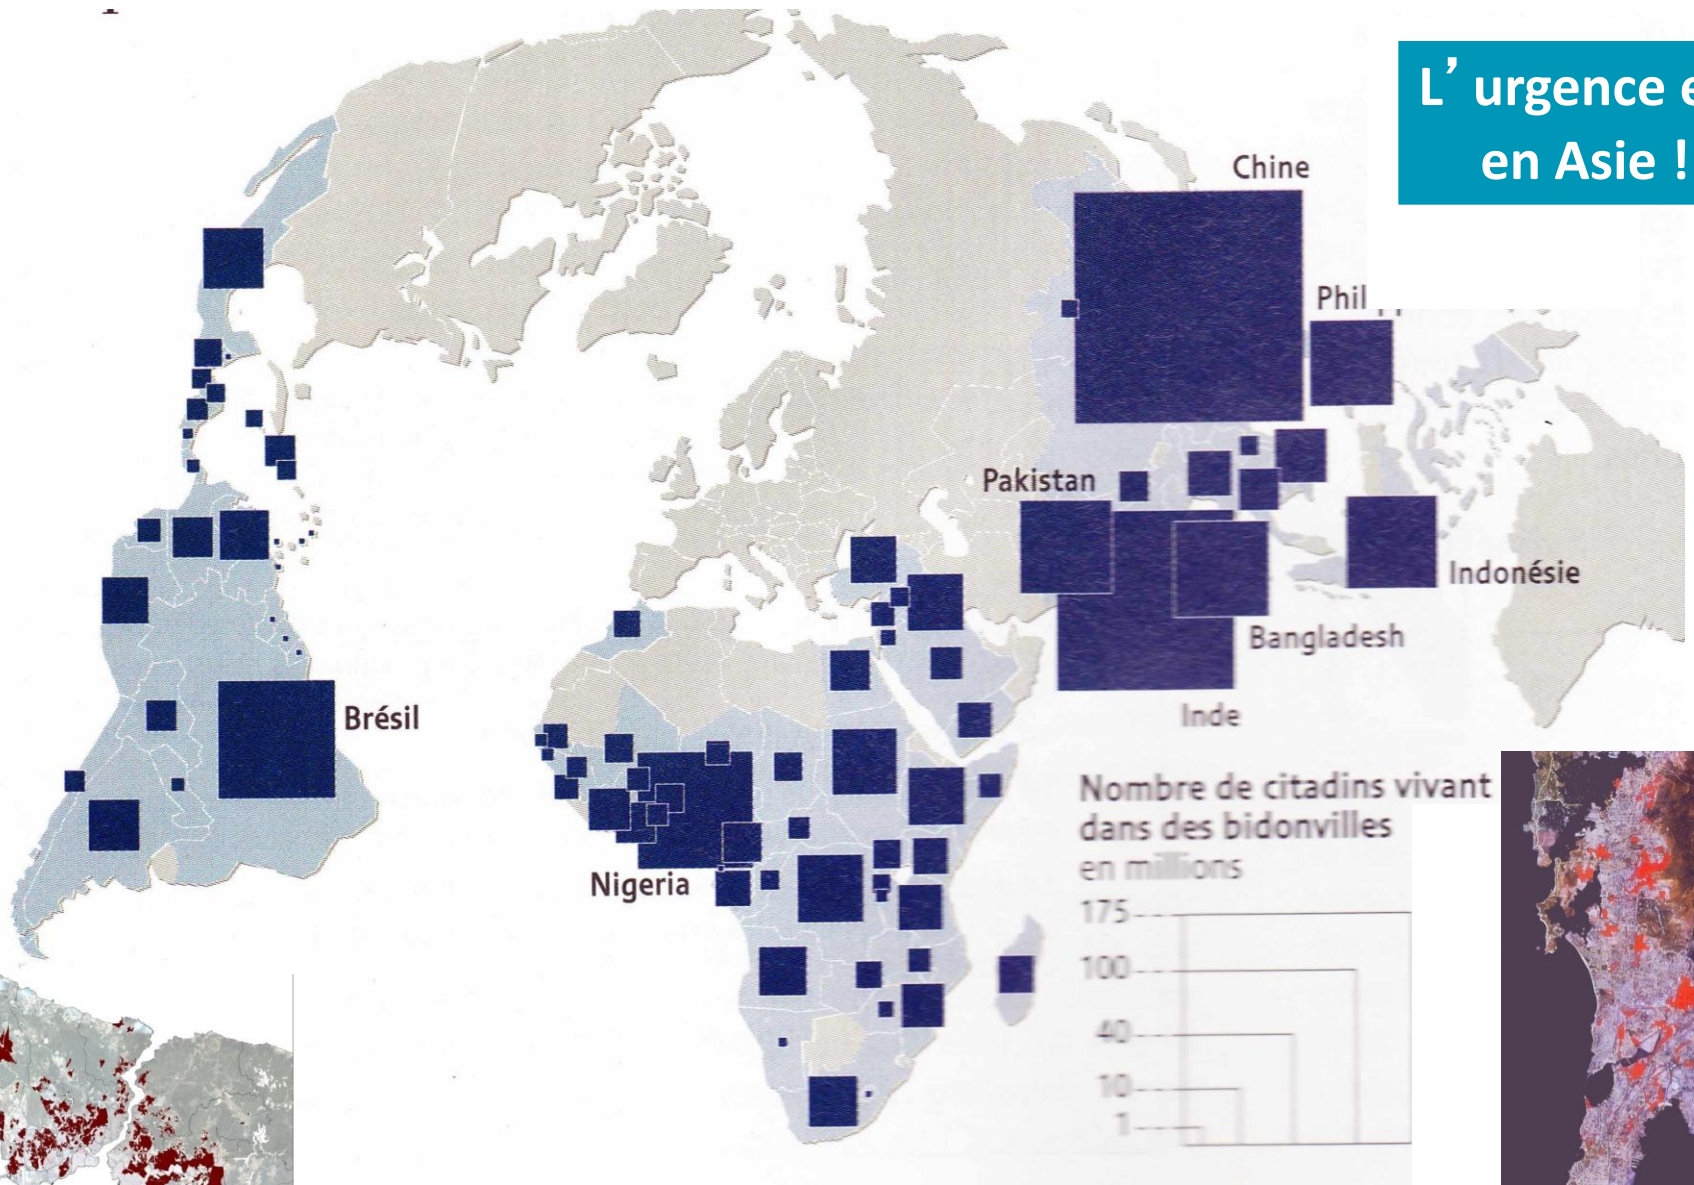 L’ urgence e
en Asie !
Chine
Phil
Pakistan
Indonésie
Bangladesh
Inde
Brésil
Nigeria
Nombre de citadins vivant
dans des bidonvilles
en millions
175
100
40
10
1